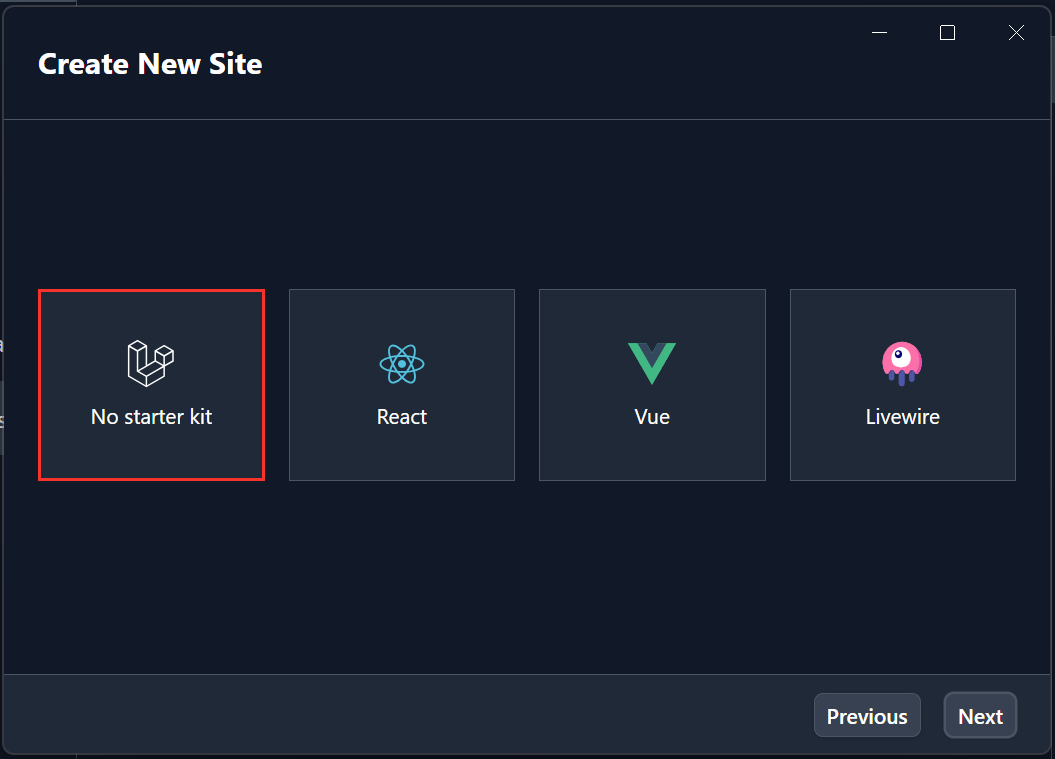 Create New Site
No starter kit
React
Vue
Livewire
Previous
Next